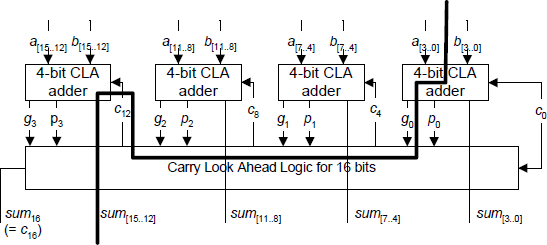 a[15..12] b[15..12] a[11..8] b[11..8] a[7..4] b[7..4] a[3..0] b[3..0]
4-bit CLA adder
4-bit CLA adder
4-bit CLA adder
4-bit CLA adder
g3 p3 c12 g2 p2 c8 g1 p1 c4 g0 p0 c0
Carry Look Ahead Logic for 16 bits
sum16 sum[15..12] sum[11..8] sum[7..4] sum[3..0]
(= c16)